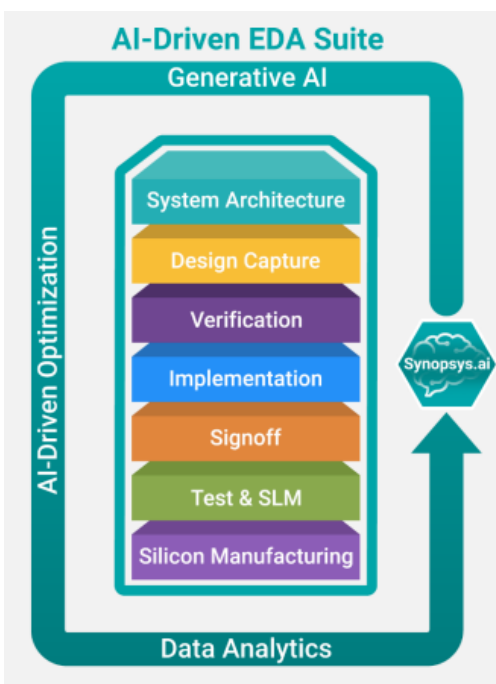 AI-Driven EDA Suite
Generative AI
System Architecture
Design Capture
Verification
Implementation
Signoff
Test & SLM
Silicon Manufacturing
AI-Driven Optimization
Synopsys.ai
Data Analytics